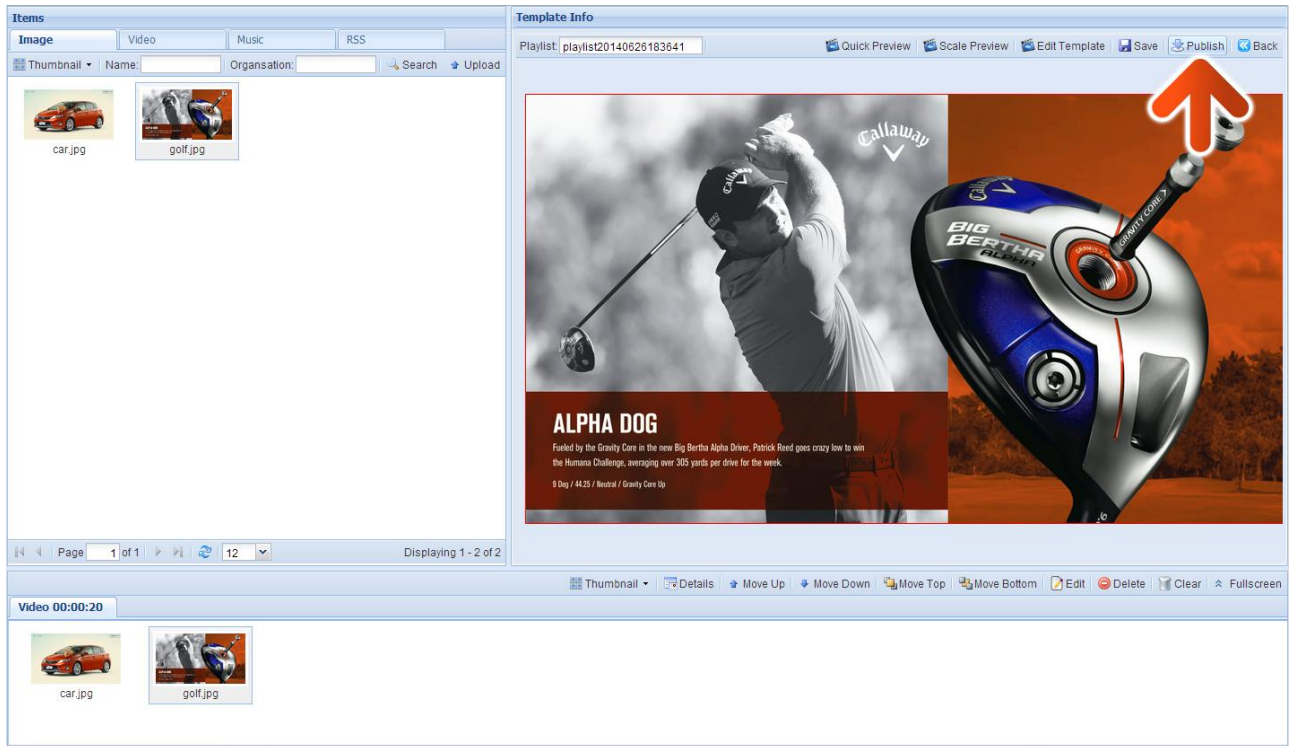 Items
Image Video Music RSS
Thumbnail Name: Organsation: Search Upload
car.jpg golf.jpg
Page 1 of 1 12 Displaying 1 - 2 of 2
Template Info
Playlist: playlist20140626183641 Quick Preview Scale Preview Edit Template Save Publish Back
Callaway
Callaway
Callaway
BIG
BERTHA
ALPHA
GRAVITY CORE
ALPHA DOG
Fueled by the Gravity Core in the new Big Bertha Alpha Driver, Patrick Reed goes crazy low to win
the Humana Challenge, averaging over 305 yards per drive for the week.
9 Deg / 44.25 / Neutral / Gravity Core Up
Thumbnail Details Move Up Move Down Move Top Move Bottom Edit Delete Clear Fullscreen
Video 00:00:20
car.jpg golf.jpg